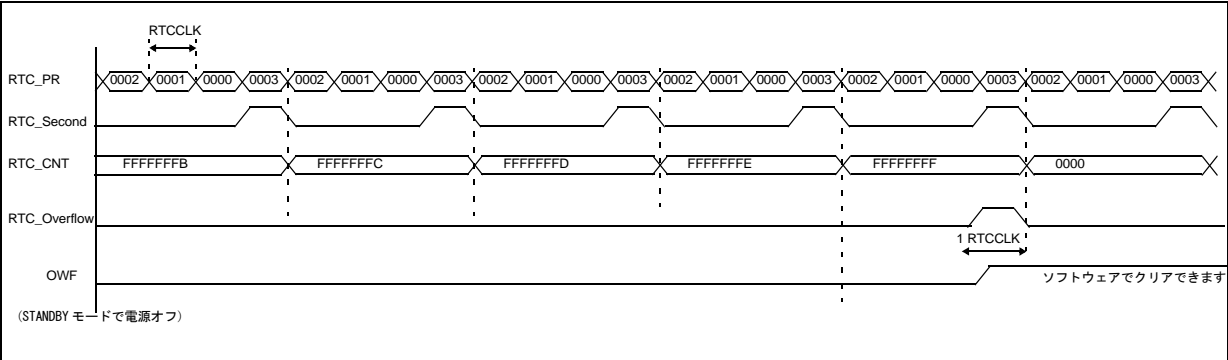 RTCCLK
RTC_PR 0002 0001 0000 0003 0002 0001 0000 0003 0002 0001 0000 0003 0002 0001 0000 0003 0002 0001 0000 0003 0002 0001 0000 0003
RTC_Second
RTC_CNT FFFFFFFB FFFFFFFC FFFFFFFD FFFFFFFE FFFFFFFF 0000
RTC_Overflow
1 RTCCLK
OWF ソフトウェアでクリアできます
(STANDBY モードで電源オフ)